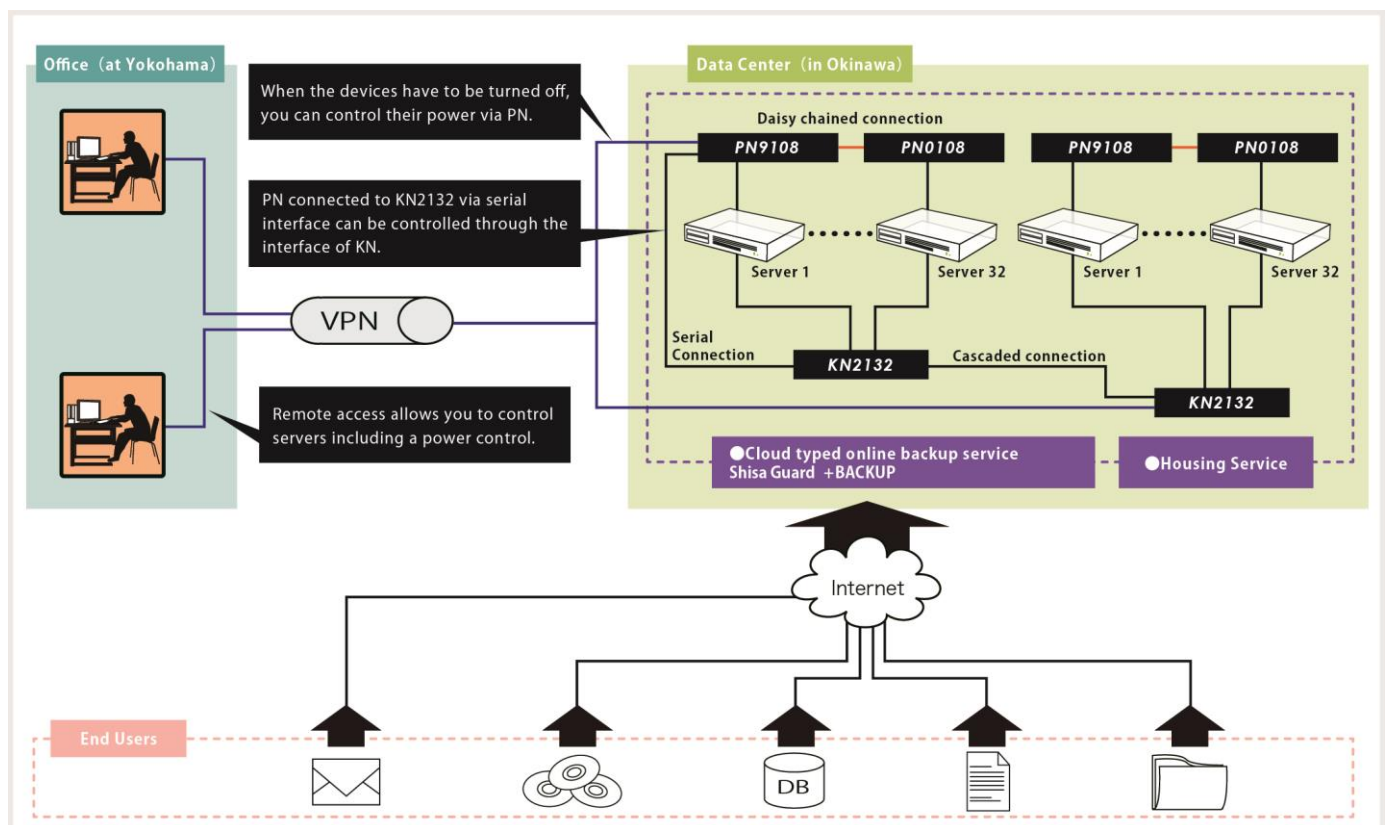 Office（at Yokohama）
When the devices have to be turned off,
you can control their power via PN.
PN connected to KN2132 via serial
interface can be controlled through the
interface of KN.
VPN
Remote access allows you to control
servers including a power control.
Data Center（in Okinawa）
Daisy chained connection
PN9108
PN0108
PN9108
PN0108
Server 1
Server 32
Server 1
Server 32
Serial
Connection
KN2132
Cascaded connection
KN2132
●Cloud typed online backup service
Shisa Guard +BACKUP
●Housing Service
Internet
End Users
DB